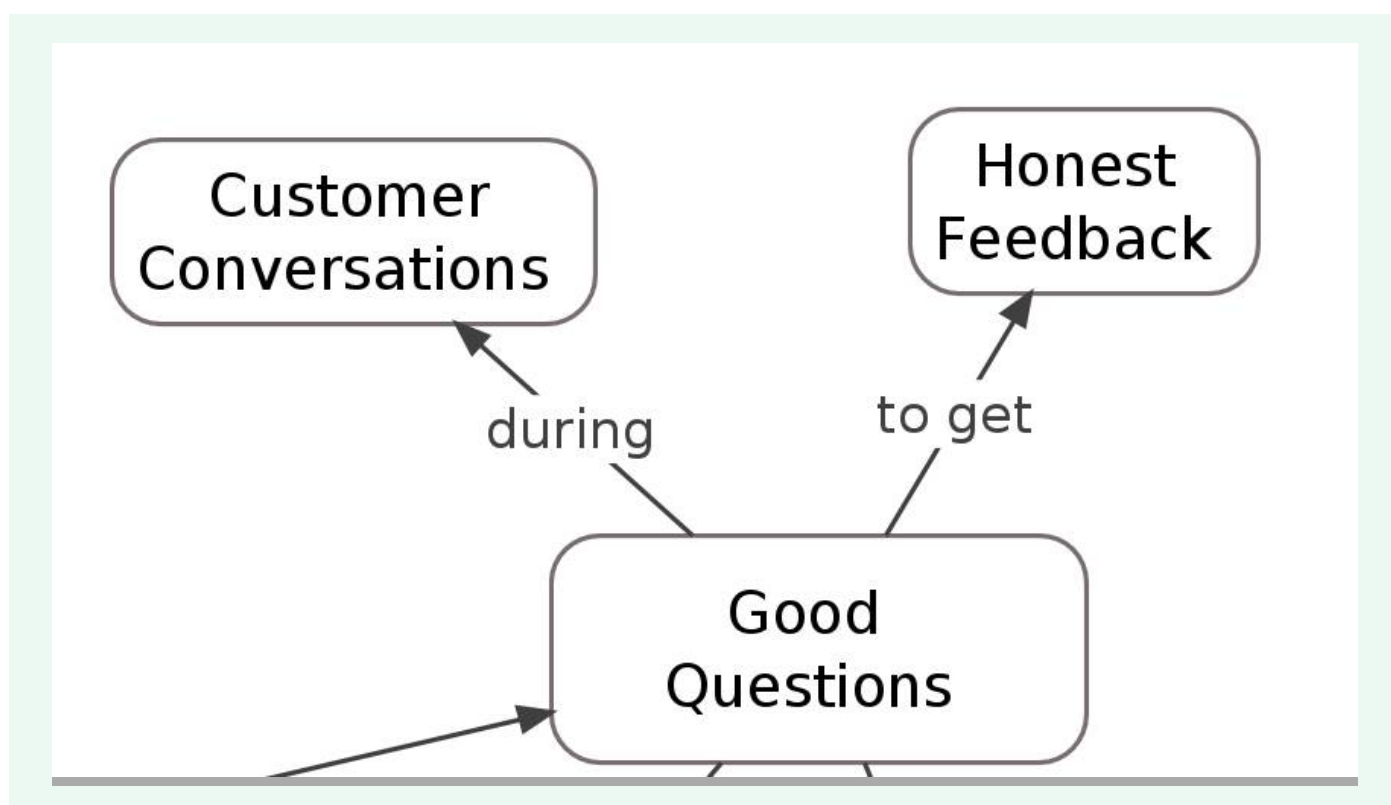 Customer
Conversations
Honest
Feedback
during
to get
Good
Questions